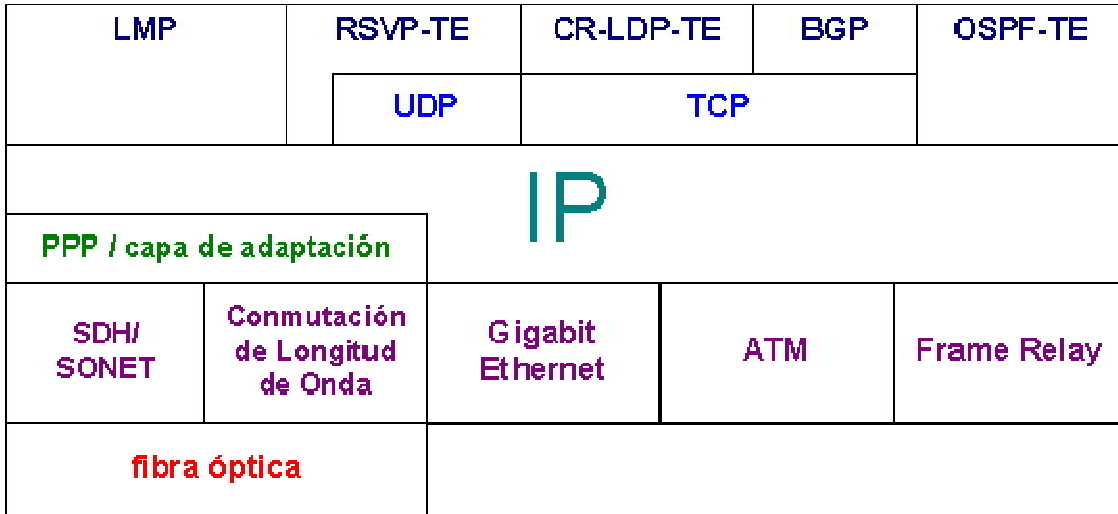 LMP
RSVP-TE
CR-LDP-TE
BGP
OSPF-TE
UDP
TCP
IP
PPP / capa de adaptación
SDH/
SONET
Conmutación
de Longitud
de Onda
Gigabit
Ethernet
ATM
Frame Relay
fibra óptica